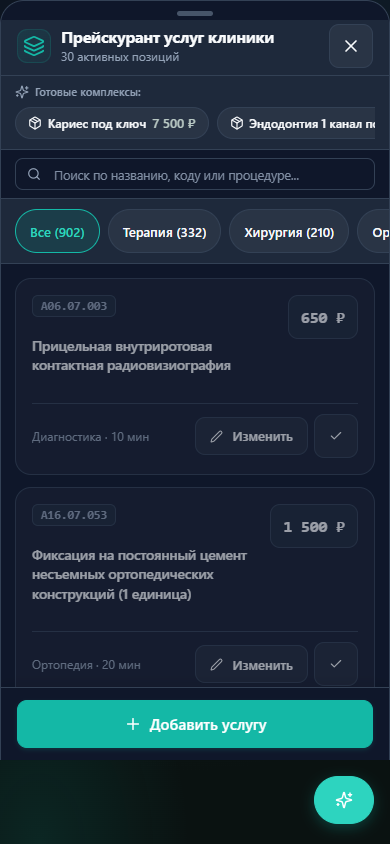 Прейскурант услуг клиники
30 активных позиций
Готовые комплексы:
Кариес под ключ 7 500 ₽
Эндодонтия 1 канал по
Поиск по названию, коду или процедуре...
Все (902)
Терапия (332)
Хирургия (210)
Ор
A06.07.003
650 ₽
Прицельная внутриротовая
контактная радиовизиография
Диагностика · 10 мин
Изменить
A16.07.053
1 500 ₽
Фиксация на постоянный цемент
несъемных ортопедических
конструкций (1 единица)
Ортопедия · 20 мин
Изменить
Добавить услугу